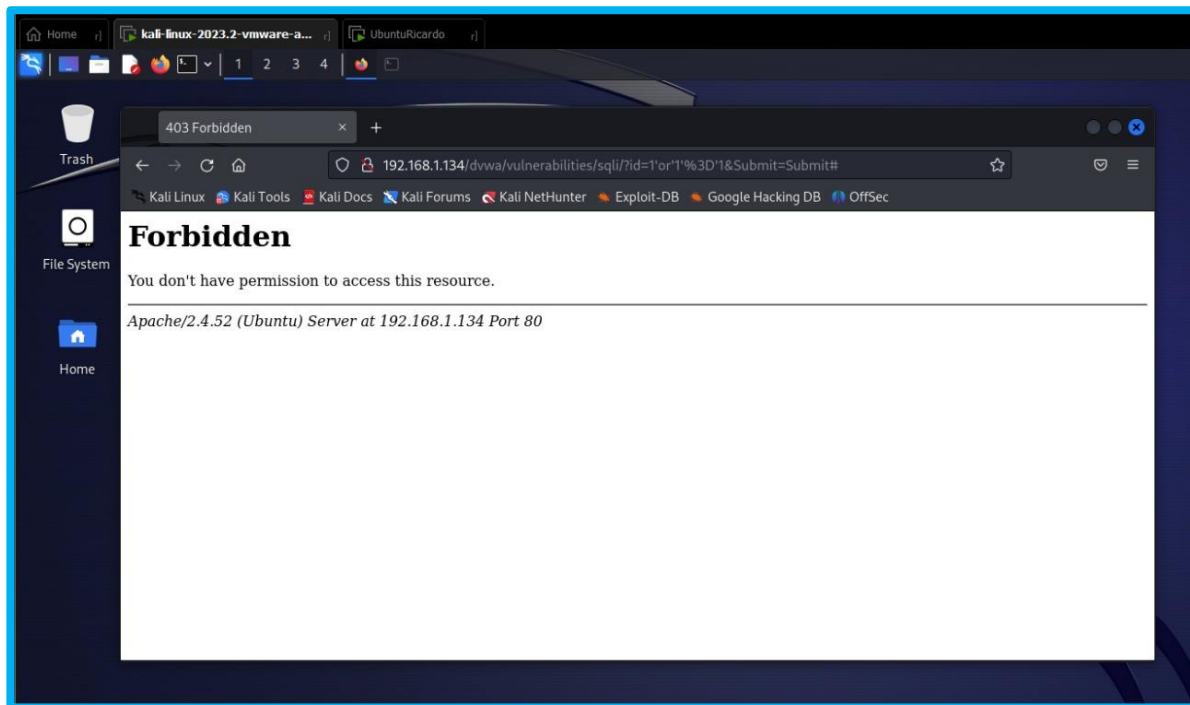 Home
kali-linux-2023.2-vmware-a...
UbuntuRicardo
1 2 3 4
403 Forbidden
192.168.1.134/dvwa/vulnerabilities/sqli/?id=1'or'1'%3D'1&Submit=Submit#
Kali Linux Kali Tools Kali Docs Kali Forums Kali NetHunter Exploit-DB Google Hacking DB OffSec
Trash
File System
Home
Forbidden
You don't have permission to access this resource.
Apache/2.4.52 (Ubuntu) Server at 192.168.1.134 Port 80